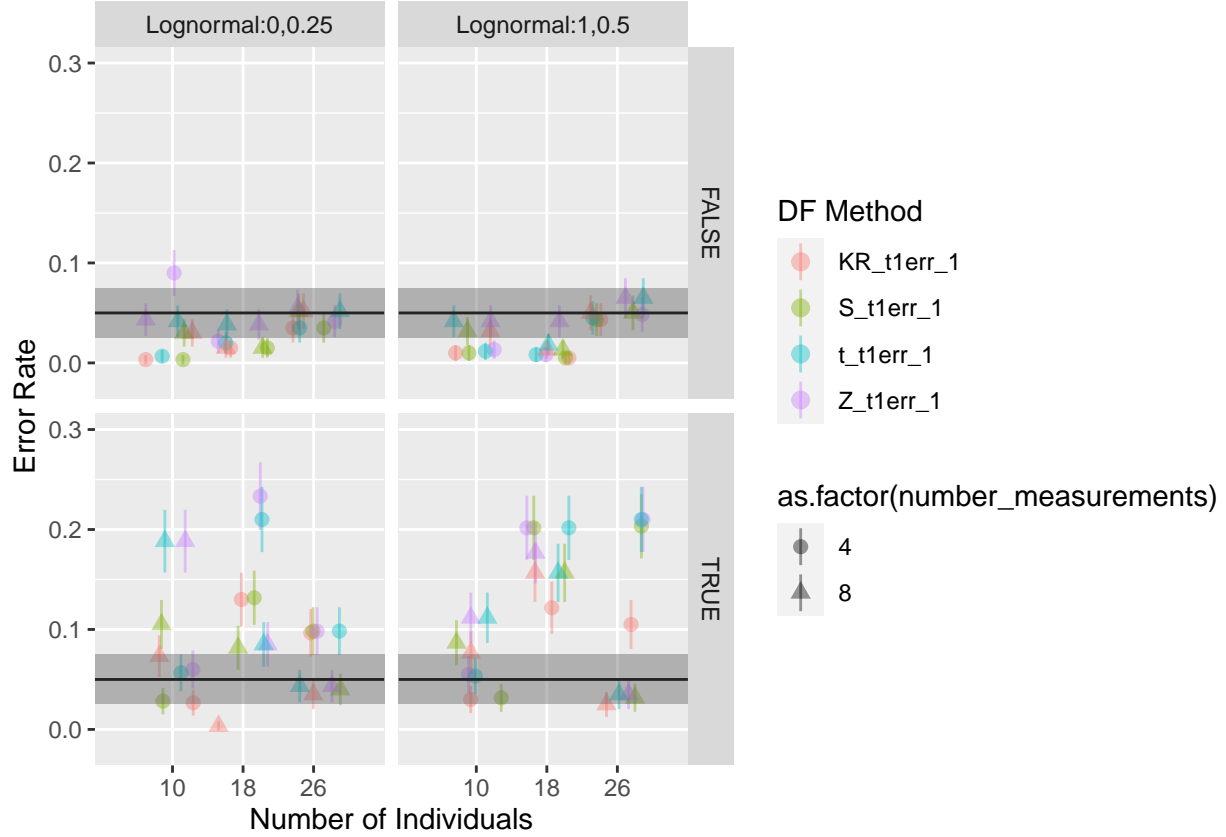 Lognormal:0,0.25
Lognormal:1,0.5
0.3
0.2
0.1
0.0
FALSE
0.3
0.2
0.1
0.0
TRUE
Error Rate
10 18 26
10 18 26
Number of Individuals
DF Method
KR_t1err_1
S_t1err_1
t_t1err_1
Z_t1err_1
as.factor(number_measurements)
4
8